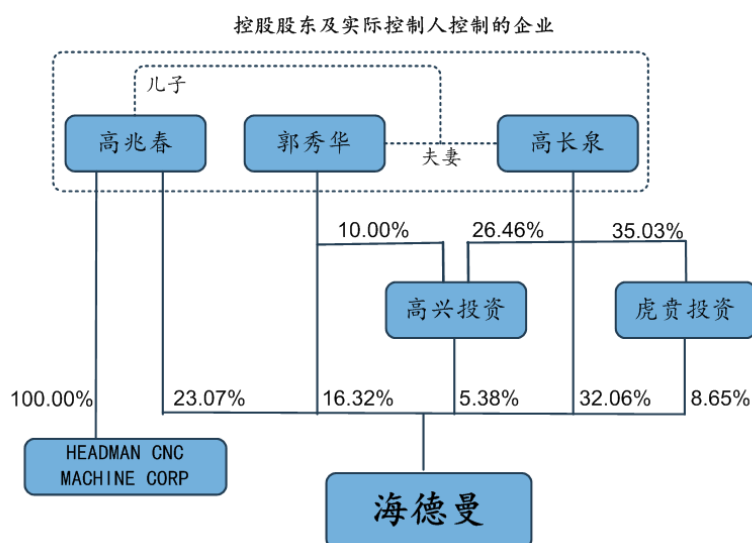 控股股东及实际控制人控制的企业
儿子
高兆春
郭秀华
夫妻
高长泉
10.00%
26.46%
35.03%
高兴投资
虎贲投资
100.00%
23.07%
16.32%
5.38%
32.06%
8.65%
HEADMAN CNC
MACHINE CORP
海德曼